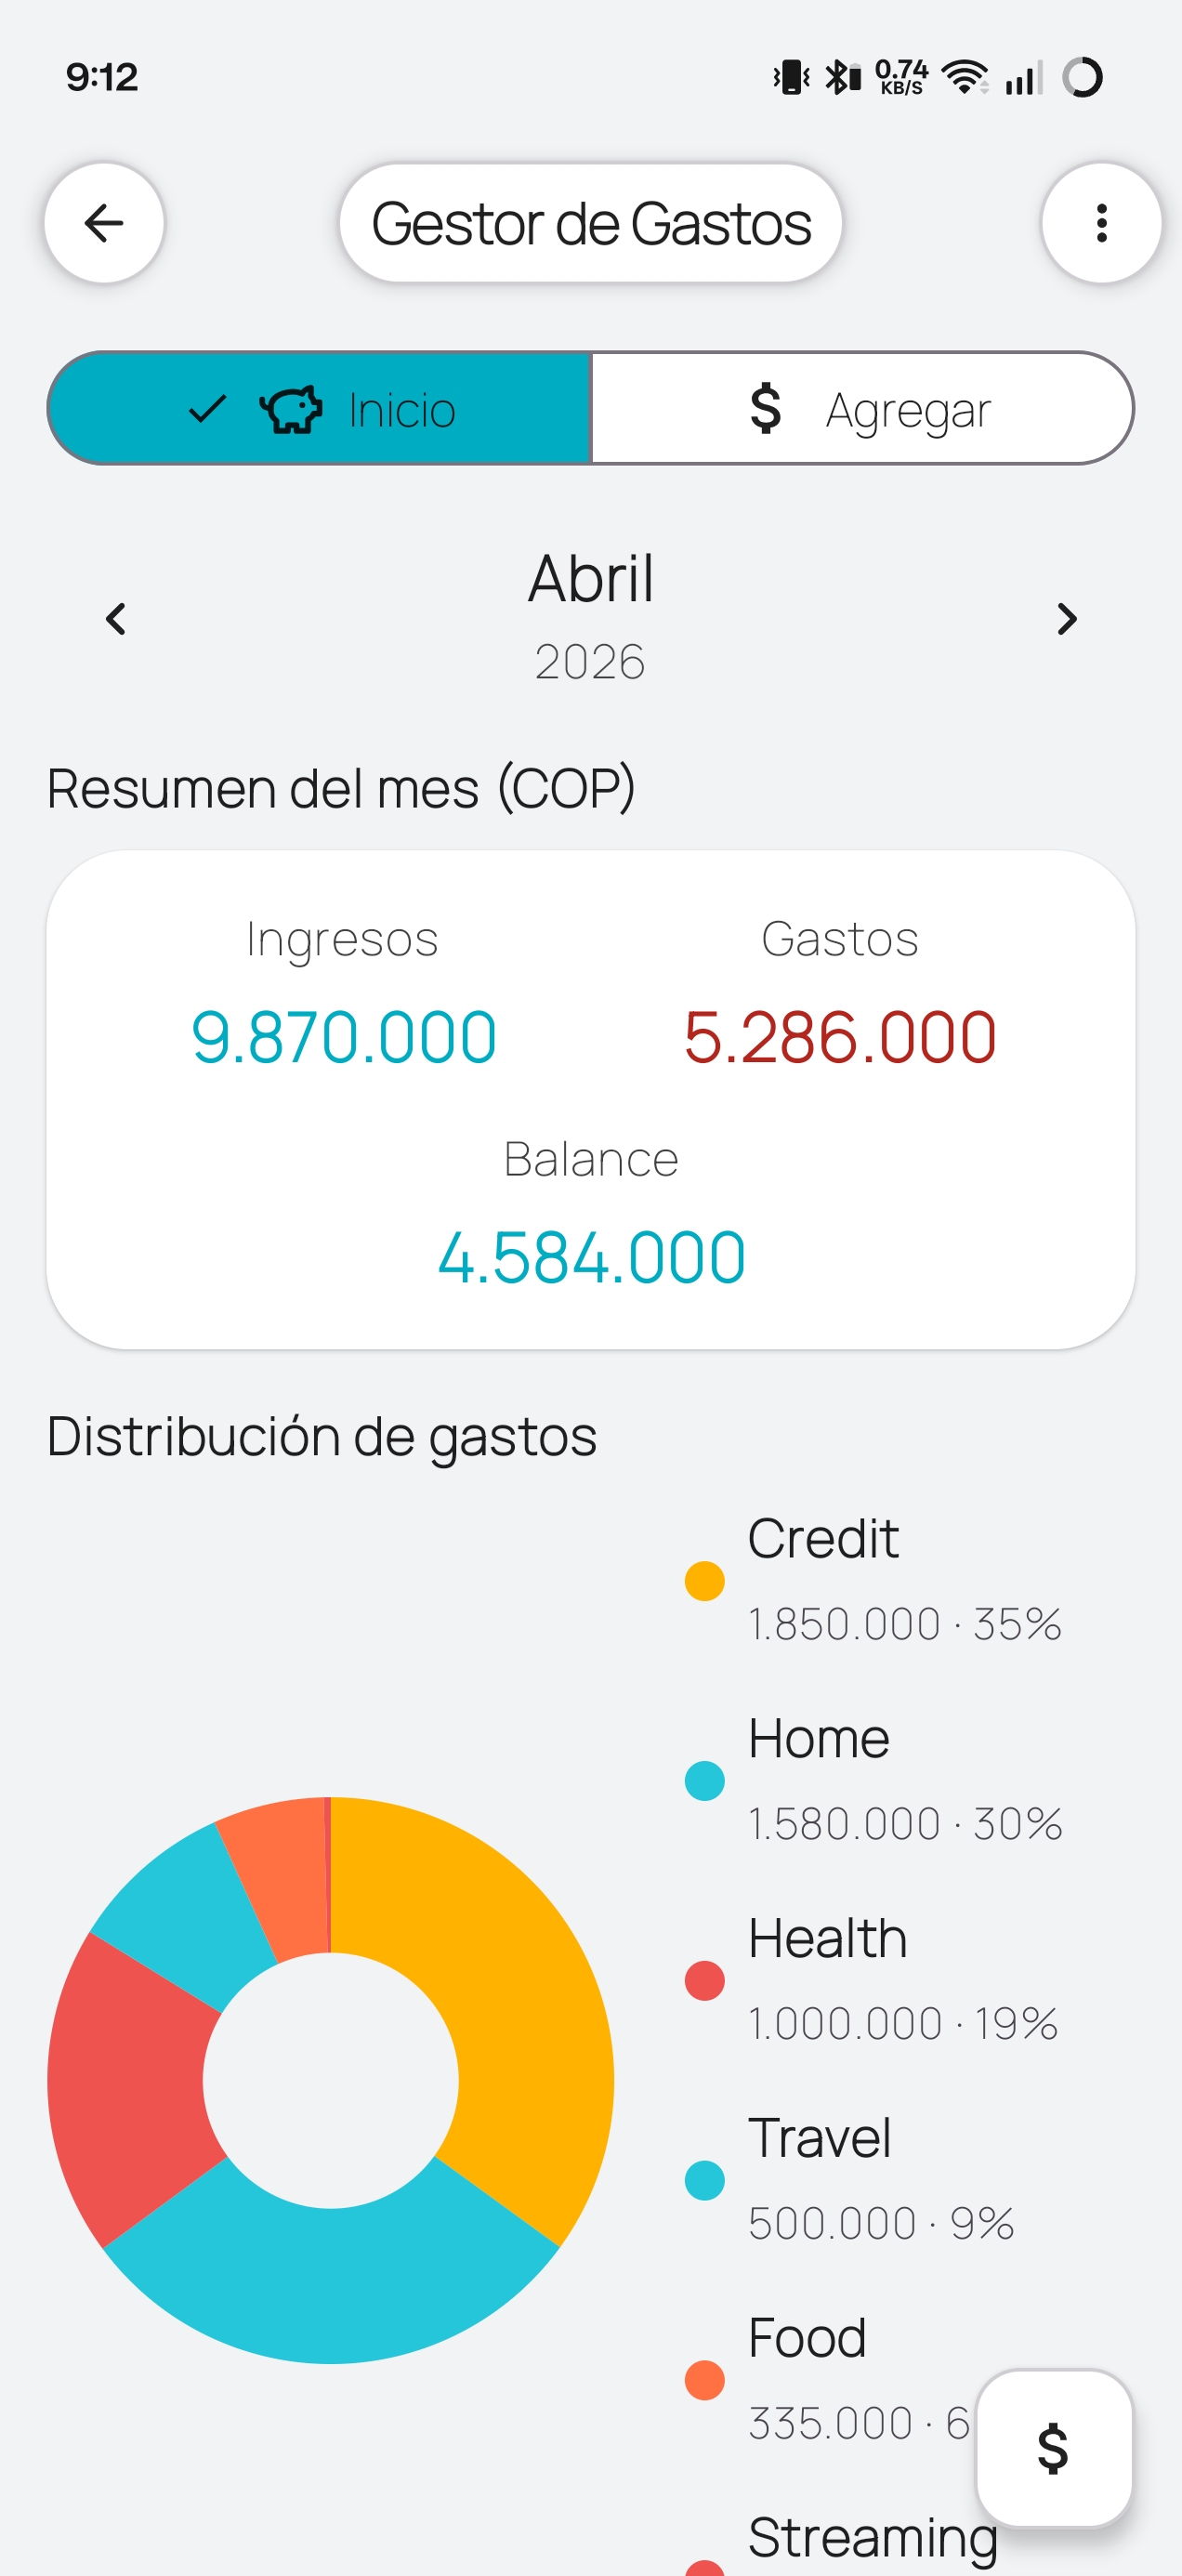 9:12
0.74
KB/S
Gestor de Gastos
Inicio
$ Agregar
Abril
2026
Resumen del mes (COP)
Ingresos
Gastos
9.870.000
5.286.000
Balance
4.584.000
Distribución de gastos
Credit
1.850.000 · 35%
Home
1.580.000 · 30%
Health
1.000.000 · 19%
Travel
500.000 · 9%
Food
335.000 · 6
$
Streaming